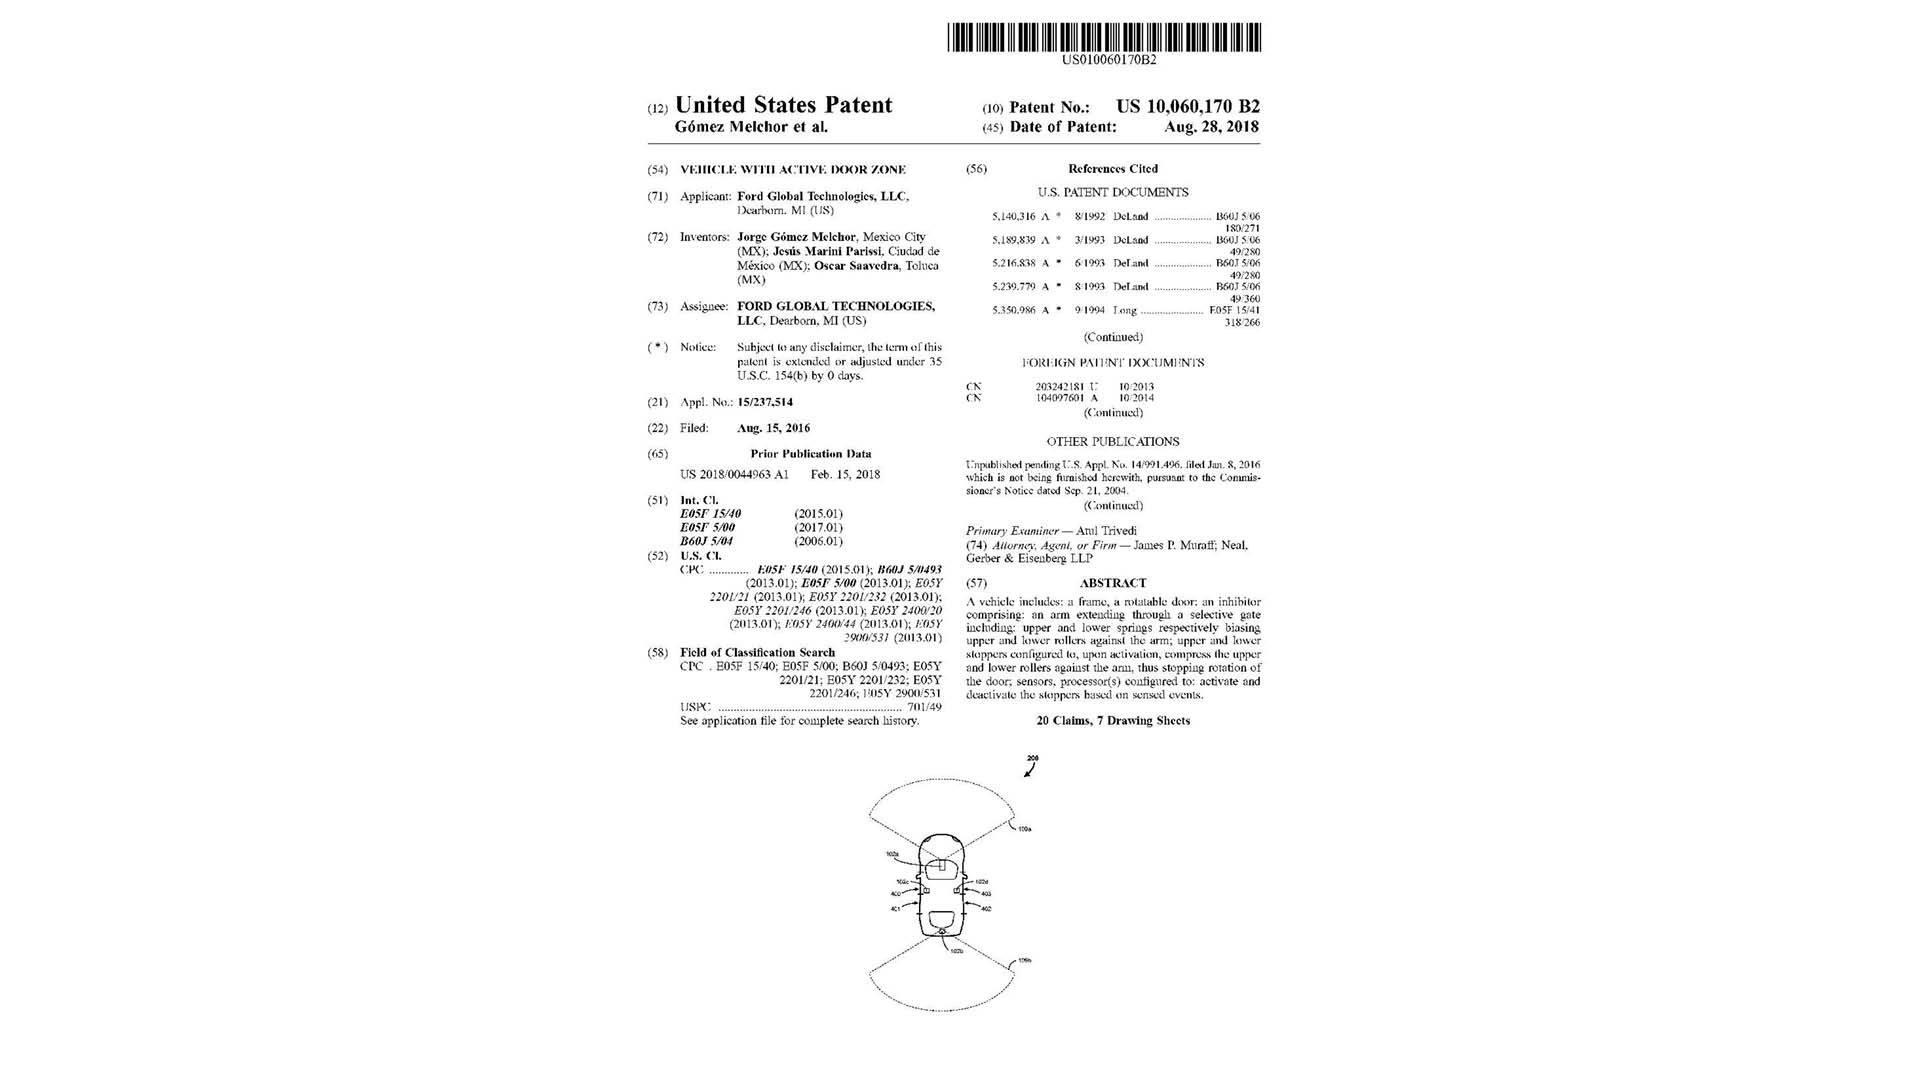 US010060170B2
(12) United States Patent
Gómez Melchor et al.
(10) Patent No.: US 10,060,170 B2
(45) Date of Patent: Aug. 28, 2018
(54) VEHICLE WITH ACTIVE DOOR ZONE
(71) Applicant: Ford Global Technologies, LLC,
Dearborn, MI (US)
(72) Inventors: Jorge Gómez Melchor, Mexico City
(MX); Jesús Marini Parissi, Ciudad de
México (MX); Oscar Saavedra, Toluca
(MX)
(73) Assignee: FORD GLOBAL TECHNOLOGIES,
LLC, Dearborn, MI (US)
( * ) Notice: Subject to any disclaimer, the term of this
patent is extended or adjusted under 35
U.S.C. 154(b) by 0 days.
(21) Appl. No.: 15/237,514
(22) Filed: Aug. 15, 2016
(65) Prior Publication Data
US 2018/0044963 A1 Feb. 15, 2018
(51) Int. Cl.
E05F 15/40 (2015.01)
E05F 5/00 (2017.01)
B60J 5/04 (2006.01)
(52) U.S. Cl.
CPC ............ E05F 15/40 (2015.01); B60J 5/0493
(2013.01); E05F 5/00 (2013.01); E05Y
2201/21 (2013.01); E05Y 2201/232 (2013.01);
E05Y 2201/246 (2013.01); E05Y 2400/20
(2013.01); E05Y 2400/44 (2013.01); E05Y
2900/531 (2013.01)
(58) Field of Classification Search
CPC . E05F 15/40; E05F 5/00; B60J 5/0493; E05Y
2201/21; E05Y 2201/232; E05Y
2201/246; E05Y 2900/531
USPC ........................................................ 701/49
See application file for complete search history.
(56) References Cited
U.S. PATENT DOCUMENTS
5,140,316 A * 8/1992 DeLand .................... B60J 5/06
180/271
5,189,839 A * 3/1993 DeLand .................... B60J 5/06
49/280
5,216,838 A * 6/1993 DeLand .................... B60J 5/06
49/280
5,239,779 A * 8/1993 DeLand .................... B60J 5/06
49/360
5,350,986 A * 9/1994 Long ...................... E05F 15/41
318/266
(Continued)
FOREIGN PATENT DOCUMENTS
CN 203242181 U 10/2013
CN 104097601 A 10/2014
(Continued)
OTHER PUBLICATIONS
Unpublished pending U.S. Appl. No. 14/991,496, filed Jan. 8, 2016
which is not being furnished herewith, pursuant to the Commis-
sioner's Notice dated Sep. 21, 2004.
(Continued)
Primary Examiner — Atul Trivedi
(74) Attorney, Agent, or Firm — James P. Muraff; Neal,
Gerber & Eisenberg LLP
(57) ABSTRACT
A vehicle includes: a frame, a rotatable door; an inhibitor
comprising: an arm extending through a selective gate
including: upper and lower springs respectively biasing
upper and lower rollers against the arm; upper and lower
stoppers configured to, upon activation, compress the upper
and lower rollers against the arm, thus stopping rotation of
the door; sensors, processor(s) configured to: activate and
deactivate the stoppers based on sensed events.
20 Claims, 7 Drawing Sheets
200
109a
102a
102c 102d
400 403
401 402
102b
109b